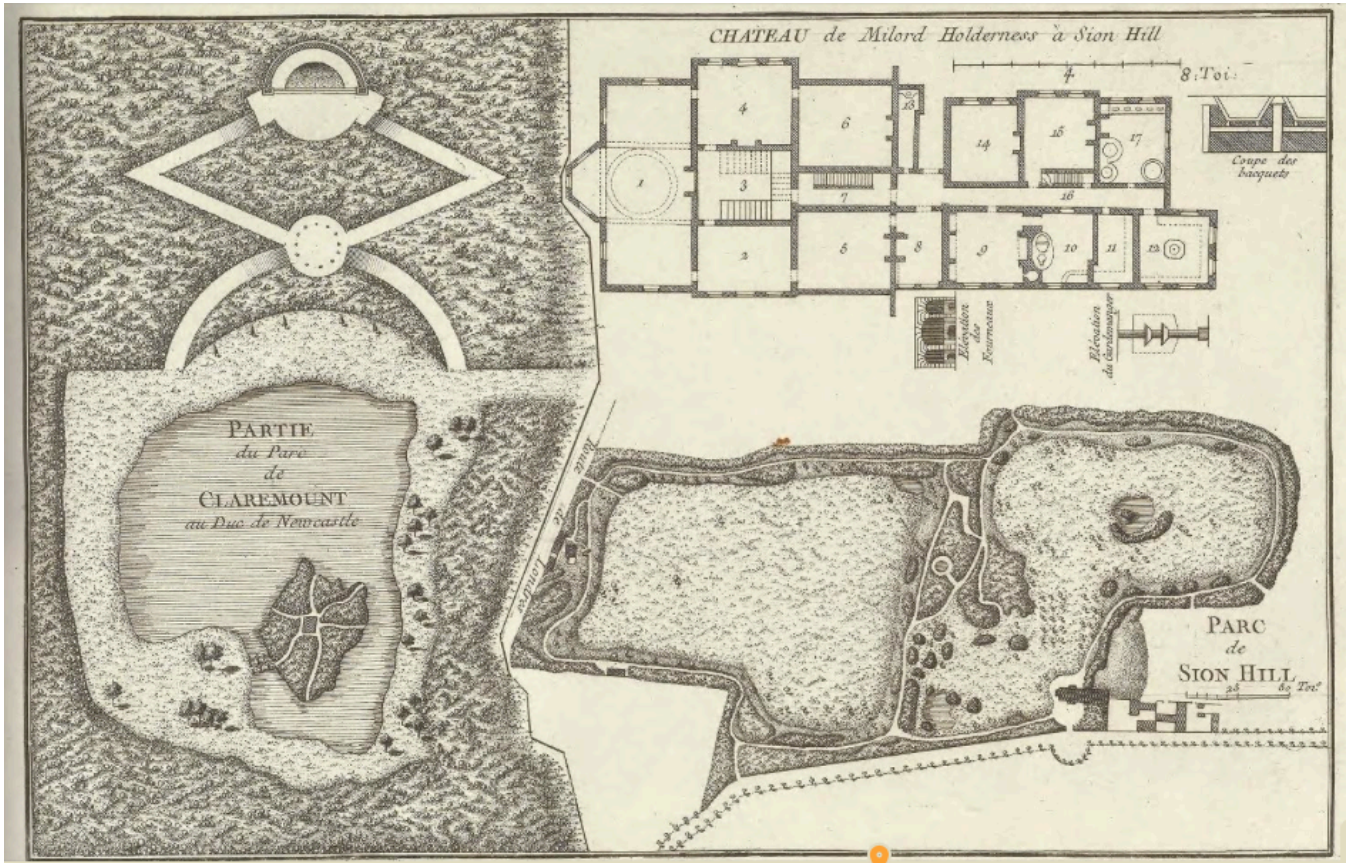 CHATEAU de Milord Holderness à Sion Hill
4
8: Toi:
1
2
3
4
5
6
7
8
9
10
11
12
13
14
15
16
17
Coupe des
bacquets
Elévation
des
Fourneaux
Elévation
du Gardemanger
PARTIE
du Parc
de
CLAREMOUNT
au Duc de Newcastle
Route
de
Londres
PARC
de
SION HILL
80 Toi.